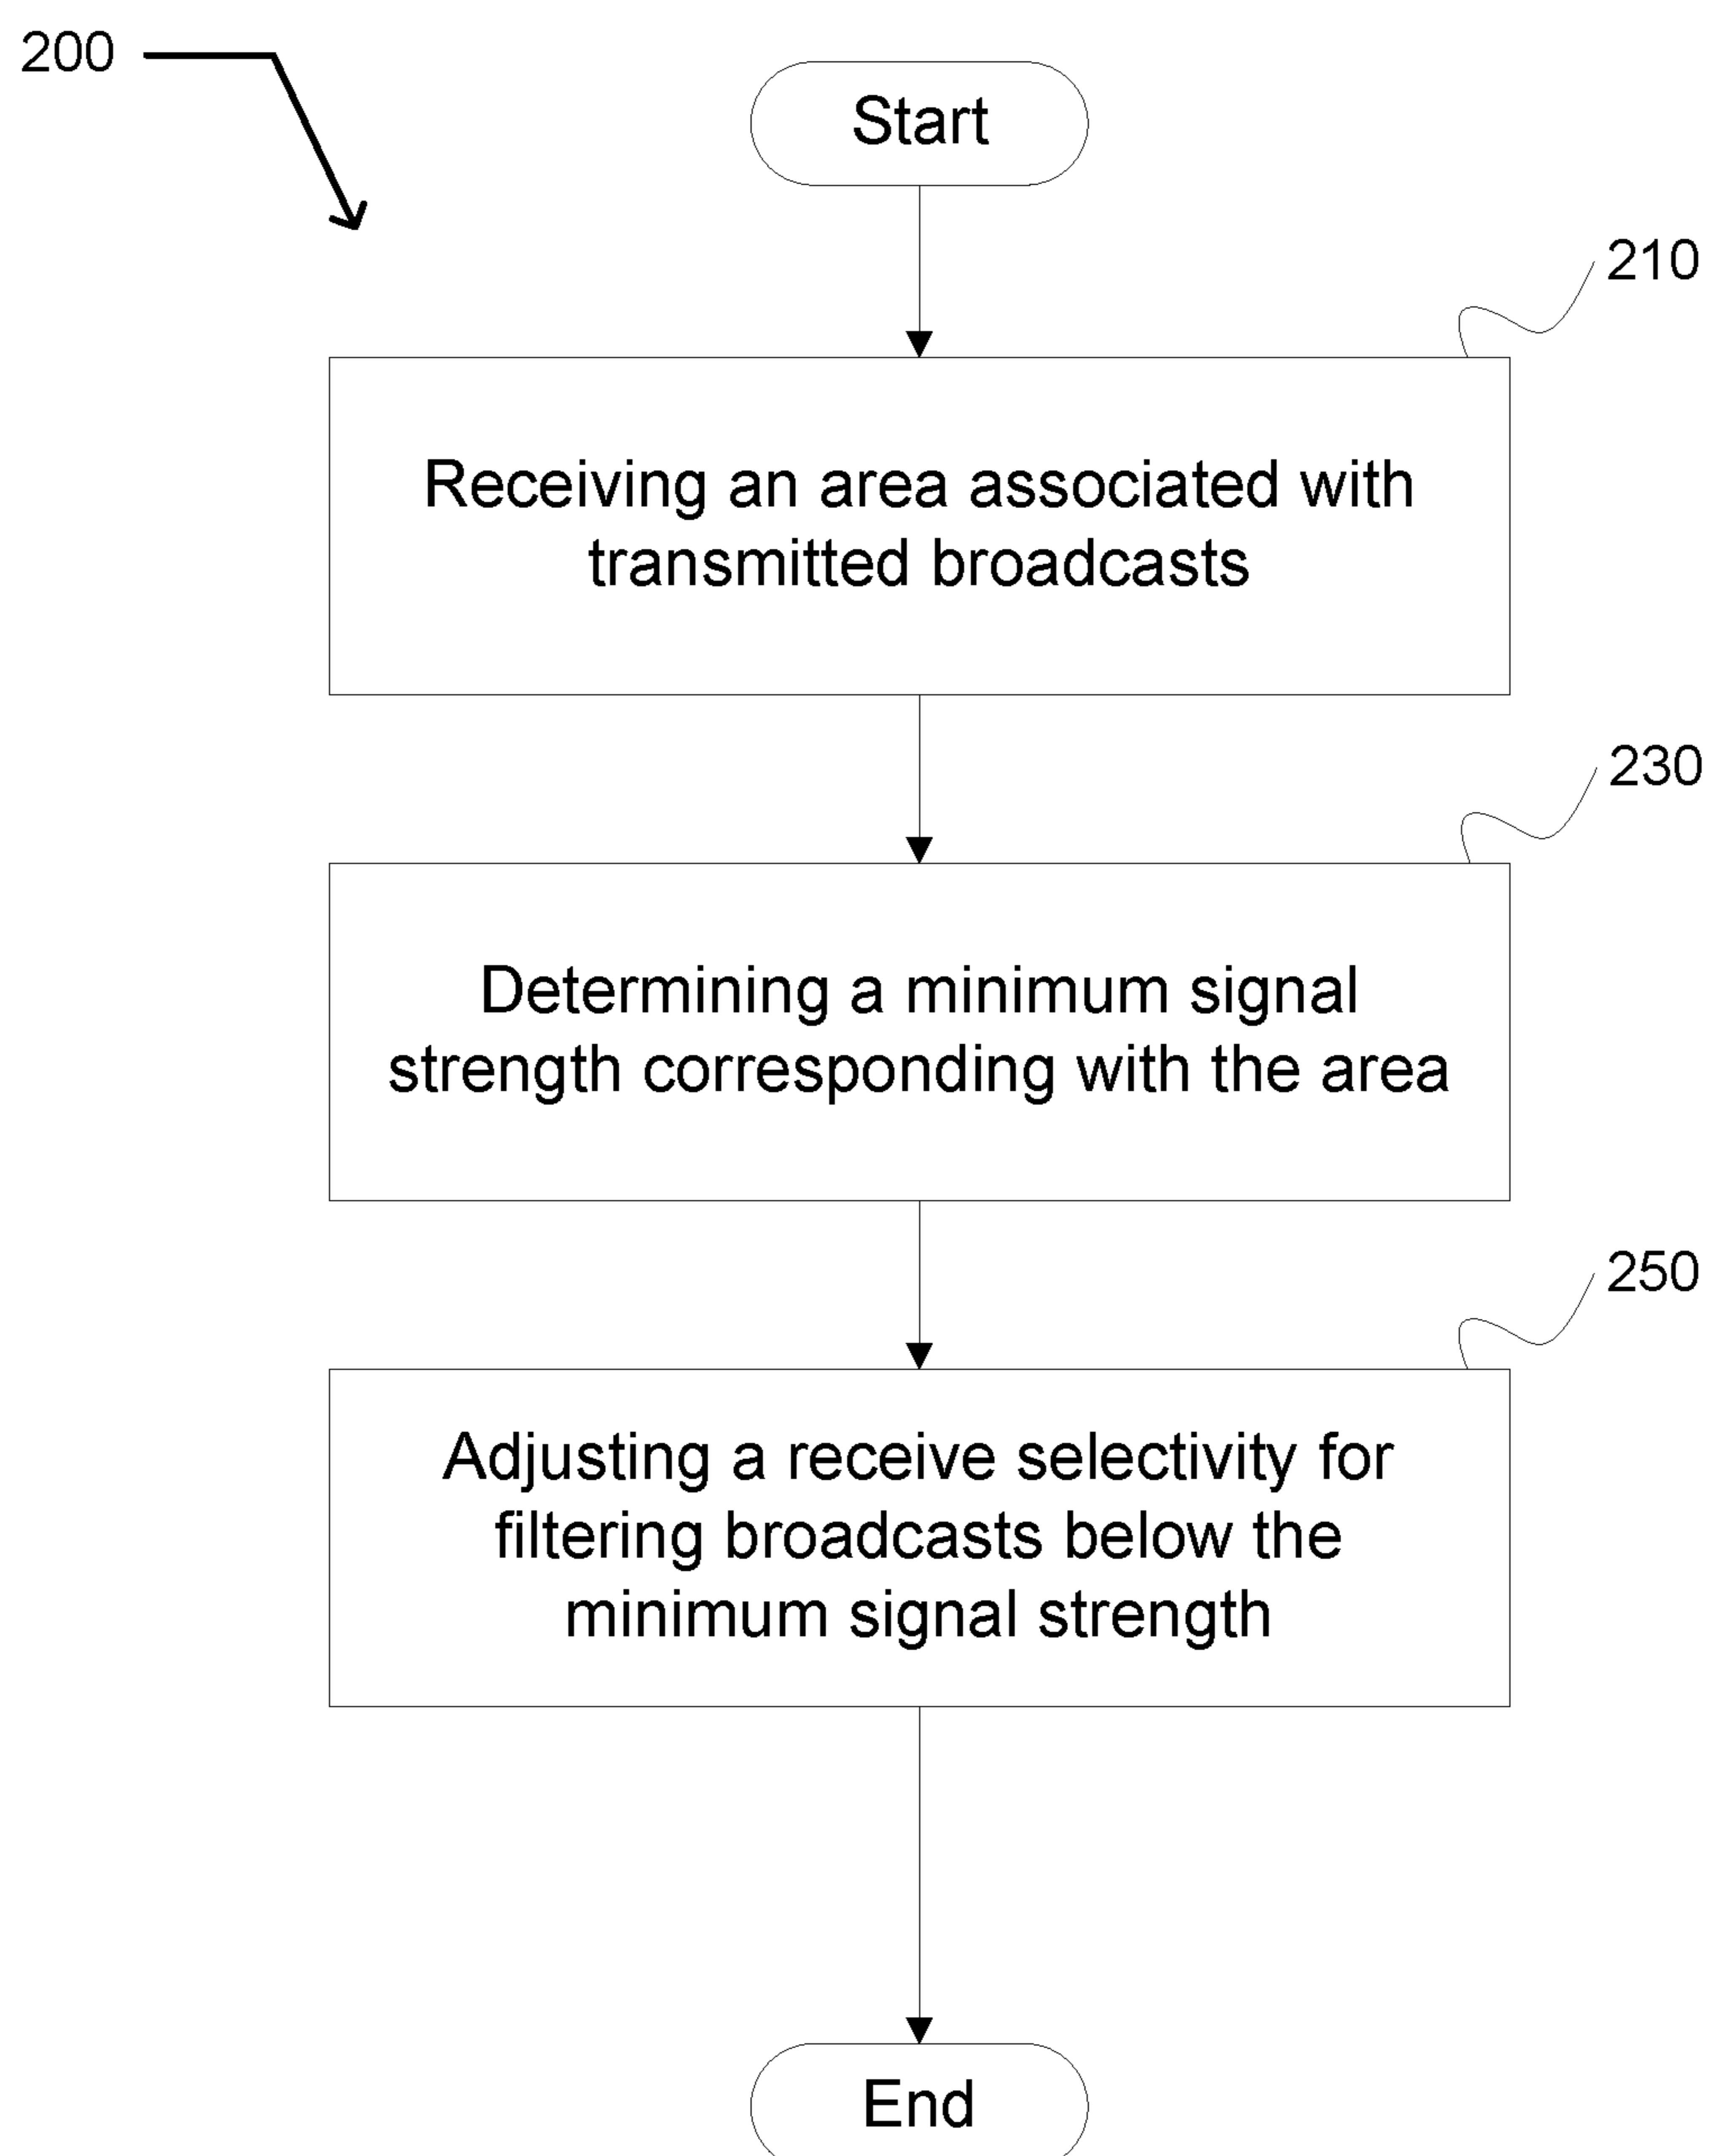 200
Start
210
Receiving an area associated with
transmitted broadcasts
230
Determining a minimum signal
strength corresponding with the area
250
Adjusting a receive selectivity for
filtering broadcasts below the
minimum signal strength
End